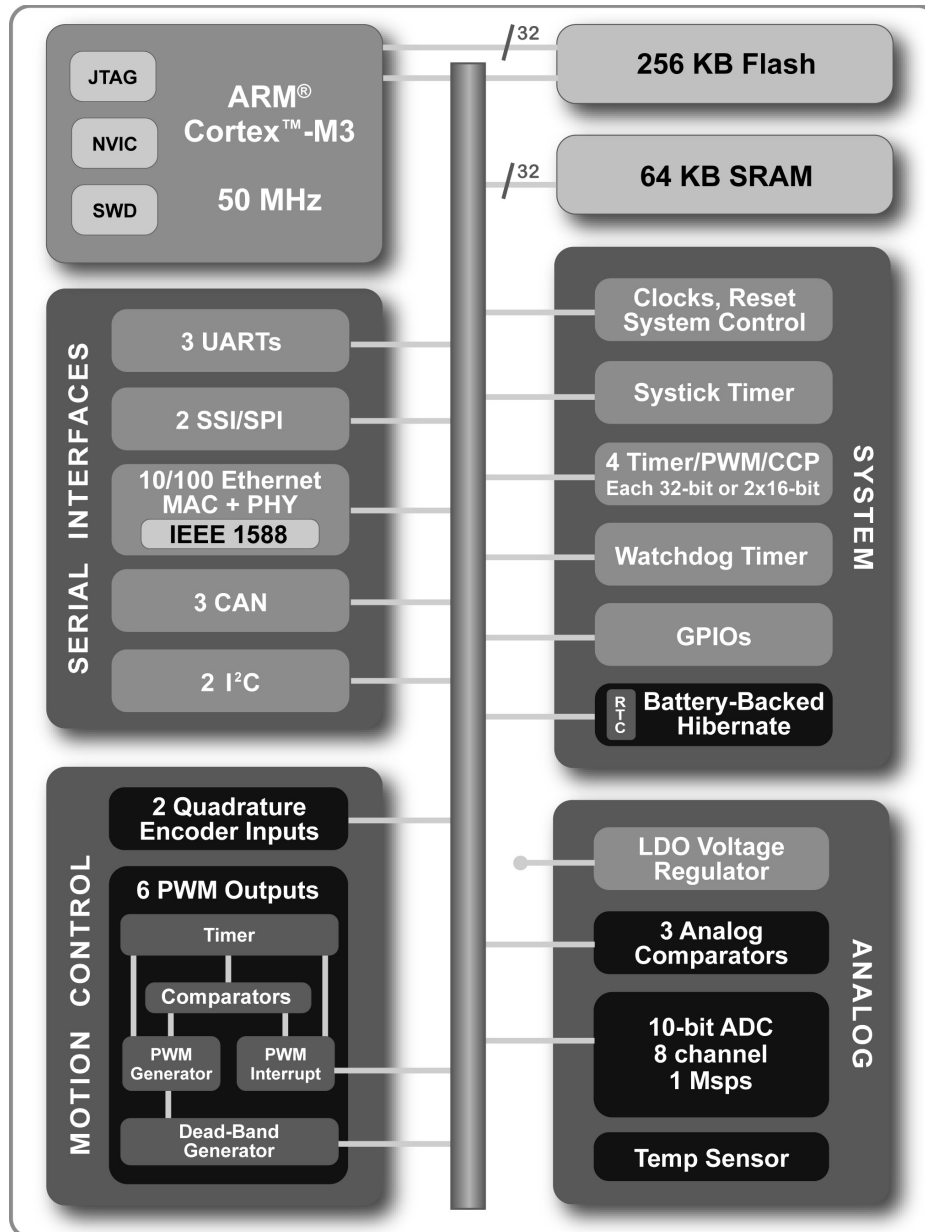 JTAG
NVIC
SWD
ARM®
Cortex™-M3
50 MHz
32
256 KB Flash
32
64 KB SRAM
SERIAL INTERFACES
3 UARTs
2 SSI/SPI
10/100 Ethernet
MAC + PHY
IEEE 1588
3 CAN
2 I²C
SYSTEM
Clocks, Reset
System Control
Systick Timer
4 Timer/PWM/CCP
Each 32-bit or 2x16-bit
Watchdog Timer
GPIOs
RTC
Battery-Backed
Hibernate
MOTION CONTROL
2 Quadrature
Encoder Inputs
6 PWM Outputs
Timer
Comparators
PWM
Generator
PWM
Interrupt
Dead-Band
Generator
ANALOG
LDO Voltage
Regulator
3 Analog
Comparators
10-bit ADC
8 channel
1 Msps
Temp Sensor